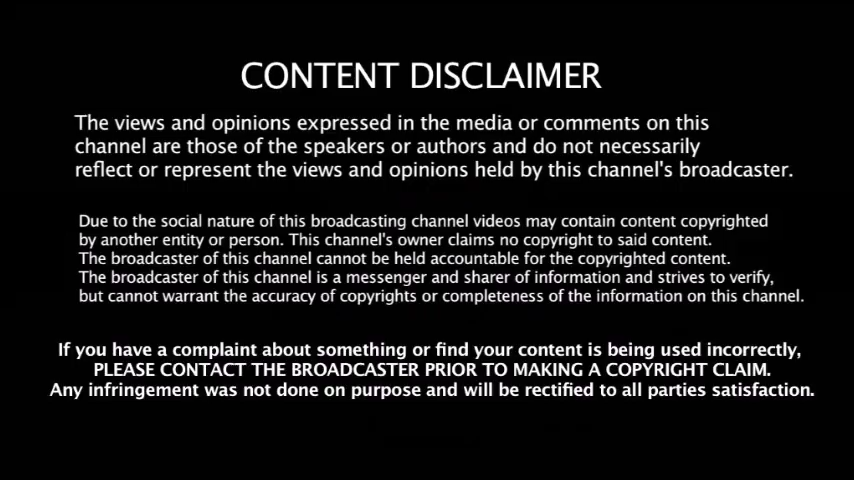 CONTENT DISCLAIMER
The views and opinions expressed in the media or comments on this
channel are those of the speakers or authors and do not necessarily
reflect or represent the views and opinions held by this channel's broadcaster.
Due to the social nature of this broadcasting channel videos may contain content copyrighted
by another entity or person. This channel's owner claims no copyright to said content.
The broadcaster of this channel cannot be held accountable for the copyrighted content.
The broadcaster of this channel is a messenger and sharer of information and strives to verify,
but cannot warrant the accuracy of copyrights or completeness of the information on this channel.
If you have a complaint about something or find your content is being used incorrectly,
PLEASE CONTACT THE BROADCASTER PRIOR TO MAKING A COPYRIGHT CLAIM.
Any infringement was not done on purpose and will be rectified to all parties satisfaction.